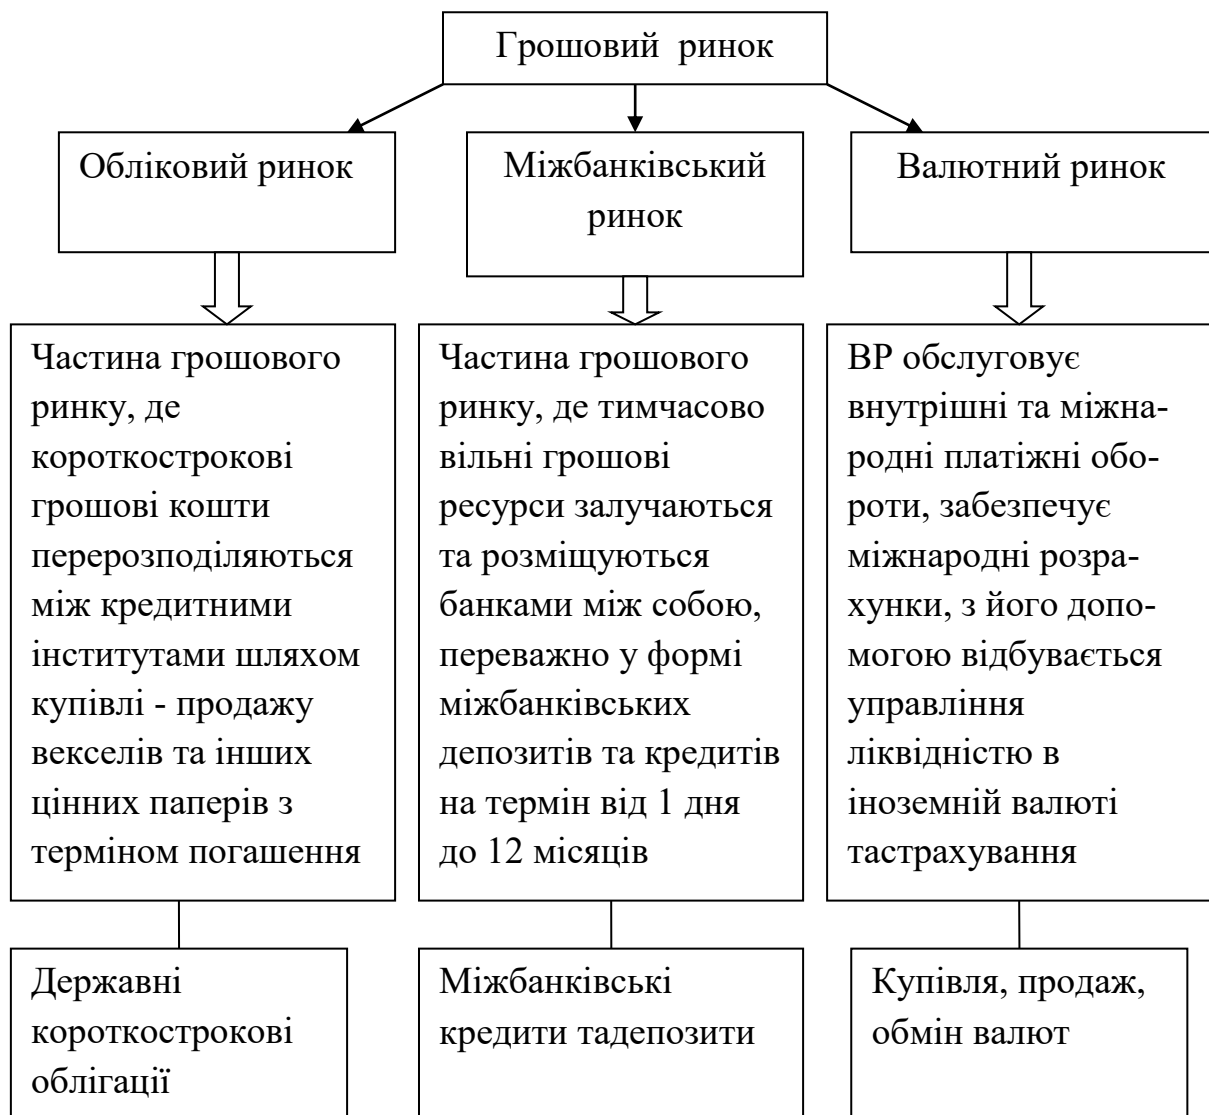 Грошовий ринок
Обліковий ринок
Міжбанківський
ринок
Валютний ринок
Частина грошового
ринку, де
короткострокові
грошові кошти
перерозподіляються
між кредитними
інститутами шляхом
купівлі - продажу
векселів та інших
цінних паперів з
терміном погашення
Частина грошового
ринку, де тимчасово
вільні грошові
ресурси залучаються
та розміщуються
банками між собою,
переважно у формі
міжбанківських
депозитів та кредитів
на термін від 1 дня
до 12 місяців
ВР обслуговує
внутрішні та міжна-
родні платіжні обо-
роти, забезпечує
міжнародні розра-
хунки, з його допо-
могою відбувається
управління
ліквідністю в
іноземній валюті
тастрахування
Державні
короткострокові
облігації
Міжбанківські
кредити тадепозити
Купівля, продаж,
обмін валют